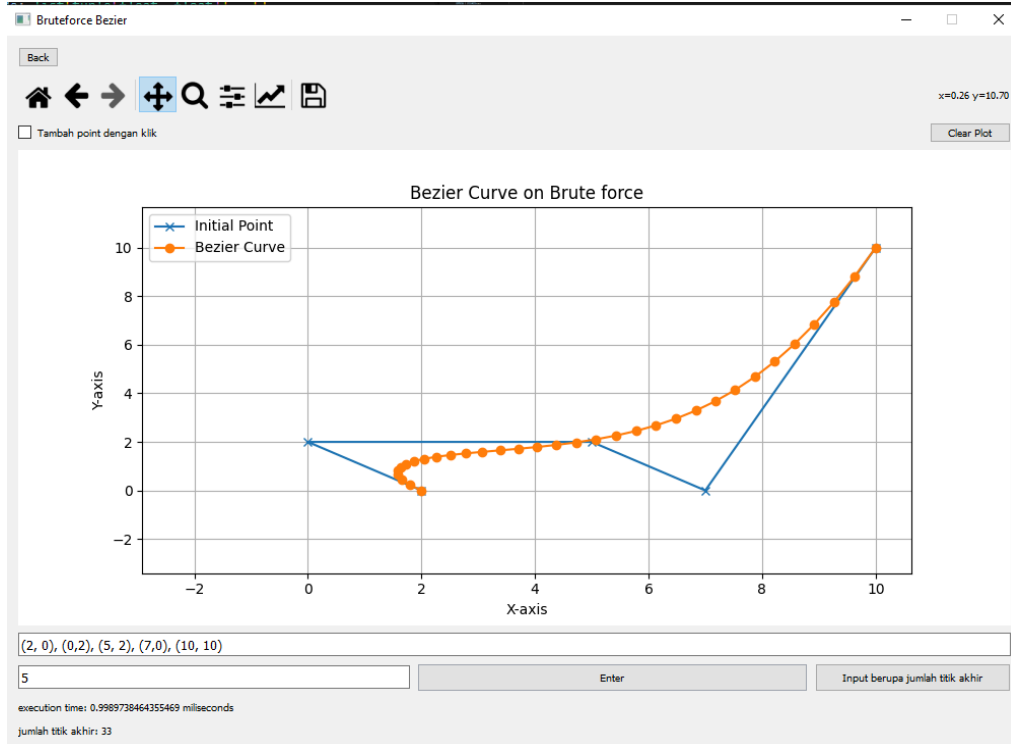 Bruteforce Bezier
Back
x=0.26 y=10.70
Tambah point dengan klik
Clear Plot
Bezier Curve on Brute force
Initial Point
Bezier Curve
10
8
6
4
2
0
−2
Y-axis
−2 0 2 4 6 8 10
X-axis
(2, 0), (0,2), (5, 2), (7,0), (10, 10)
5 Enter Input berupa jumlah titik akhir
execution time: 0.9989738464355469 miliseconds
jumlah titik akhir: 33